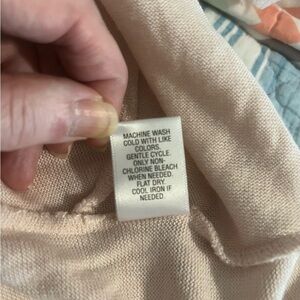 MACHINE WASH
COLD WITH LIKE
COLORS.
GENTLE CYCLE.
ONLY NON-
CHLORINE BLEACH
WHEN NEEDED.
FLAT DRY.
COOL IRON IF
NEEDED.